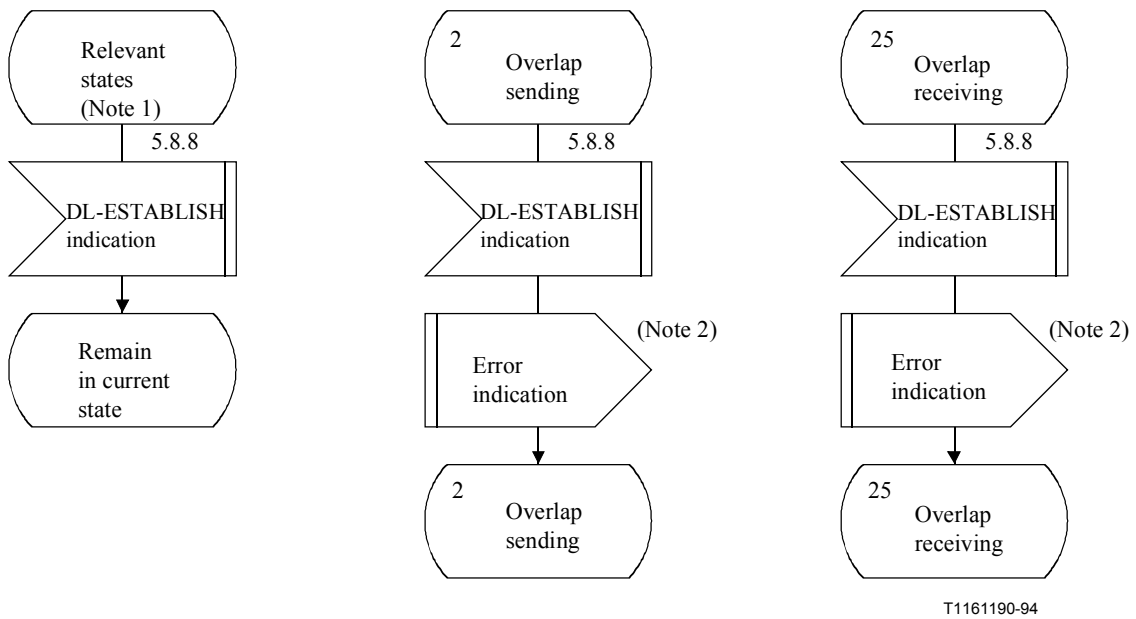 Relevant
states
(Note 1)
5.8.8
DL-ESTABLISH
indication
Remain
in current
state
2
Overlap
sending
5.8.8
DL-ESTABLISH
indication
(Note 2)
Error
indication
2
Overlap
sending
25
Overlap
receiving
5.8.8
DL-ESTABLISH
indication
(Note 2)
Error
indication
25
Overlap
receiving
T1161190-94